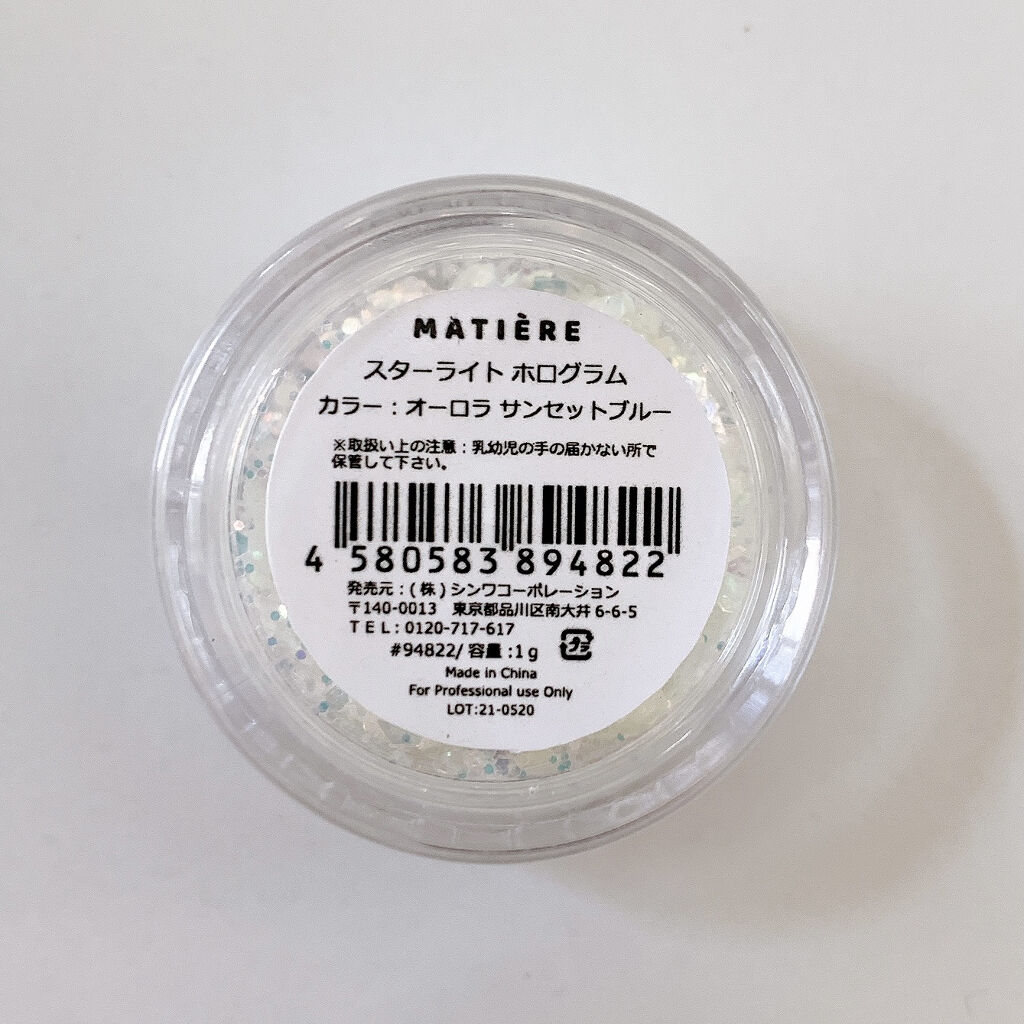 MATIÈRE
スターライト ホログラム
カラー：オーロラ サンセットブルー
※取扱い上の注意：乳幼児の手の届かない所で
保管して下さい。
4 580583 894822
発売元：(株)シンワコーポレーション
〒140-0013 東京都品川区南大井 6-6-5
TEL：0120-717-617
#94822/ 容量：1g
プラ
Made in China
For Professional use Only
LOT:21-0520